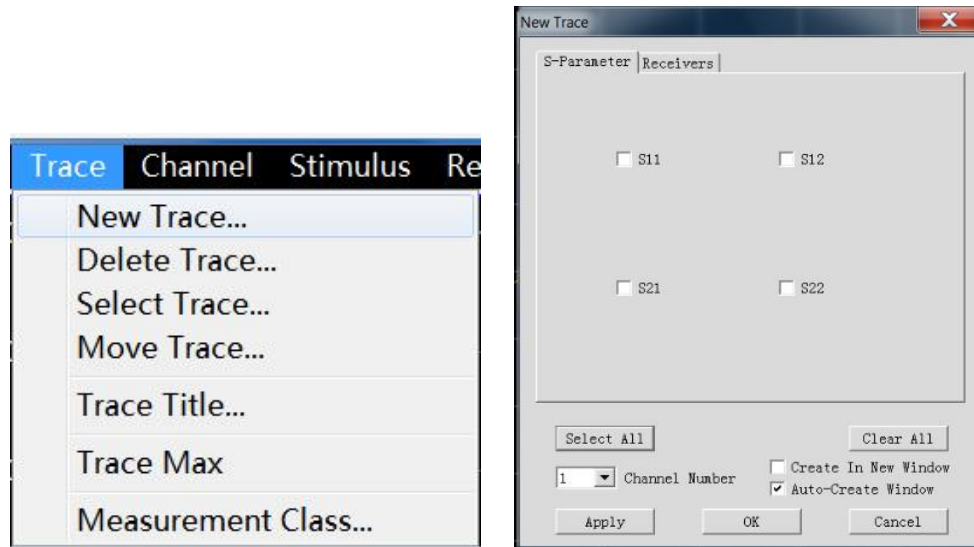 Trace Channel Stimulus Re
New Trace...
Delete Trace...
Select Trace...
Move Trace...
Trace Title...
Trace Max
Measurement Class...
New Trace
S-Parameter Receivers
S11 S12
S21 S22
Select All Clear All
1 Channel Number
Create In New Window
Auto-Create Window
Apply OK Cancel